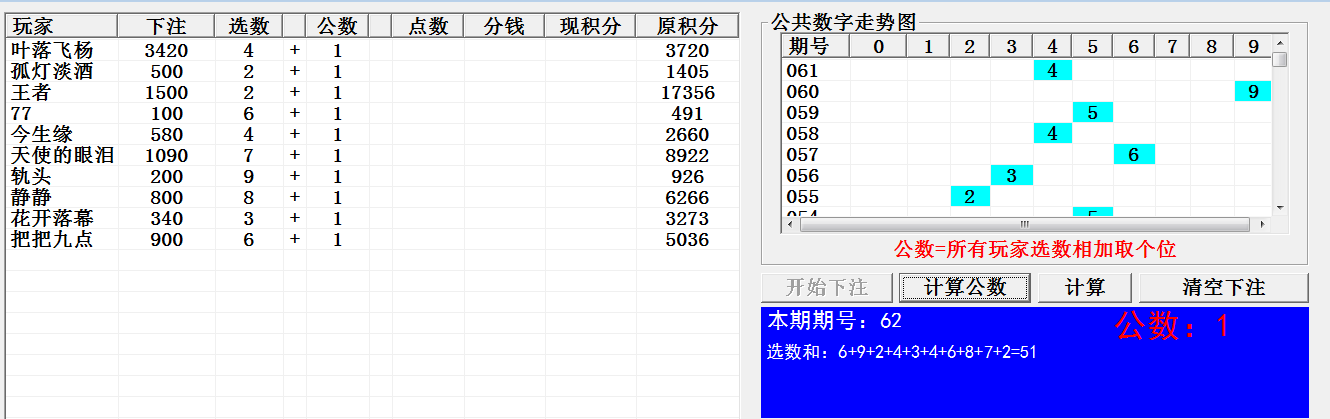 玩家 下注 选数 公数 点数 分钱 现积分 原积分
叶落飞杨 3420 4 + 1 3720
孤灯淡酒 500 2 + 1 1405
王者 1500 2 + 1 17356
77 100 6 + 1 491
今生缘 580 4 + 1 2660
天使的眼泪 1090 7 + 1 8922
轨头 200 9 + 1 926
静静 800 8 + 1 6266
花开落幕 340 3 + 1 3273
把把九点 900 6 + 1 5036
公共数字走势图
期号 0 1 2 3 4 5 6 7 8 9
061 4
060 9
059 5
058 4
057 6
056 3
055 2
054 5
公数=所有玩家选数相加取个位
开始下注 计算公数 计算 清空下注
本期期号：62
公数：1
选数和：6+9+2+4+3+4+6+8+7+2=51